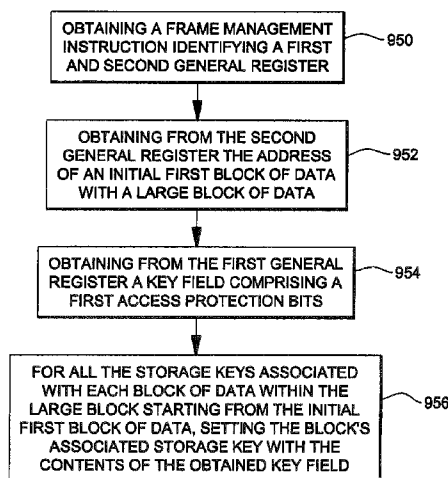 OBTAINING A FRAME MANAGEMENT
INSTRUCTION IDENTIFYING A FIRST
AND SECOND GENERAL REGISTER
950
OBTAINING FROM THE SECOND
GENERAL REGISTER THE ADDRESS
OF AN INITIAL FIRST BLOCK OF DATA
WITH A LARGE BLOCK OF DATA.
952
OBTAINING FROM THE FIRST GENERAL
REGISTER A KEY FIELD COMPRISING A
FIRST ACCESS PROTECTION BITS
954
FOR ALL THE STORAGE KEYS ASSOCIATED
WITH EACH BLOCK OF DATA WITHIN THE
LARGE BLOCK STARTING FROM THE INITIAL
FIRST BLOCK OF DATA, SETTING THE BLOCK'S
ASSOCIATED STORAGE KEY WITH THE
CONTENTS OF THE OBTAINED KEY FIELD
956